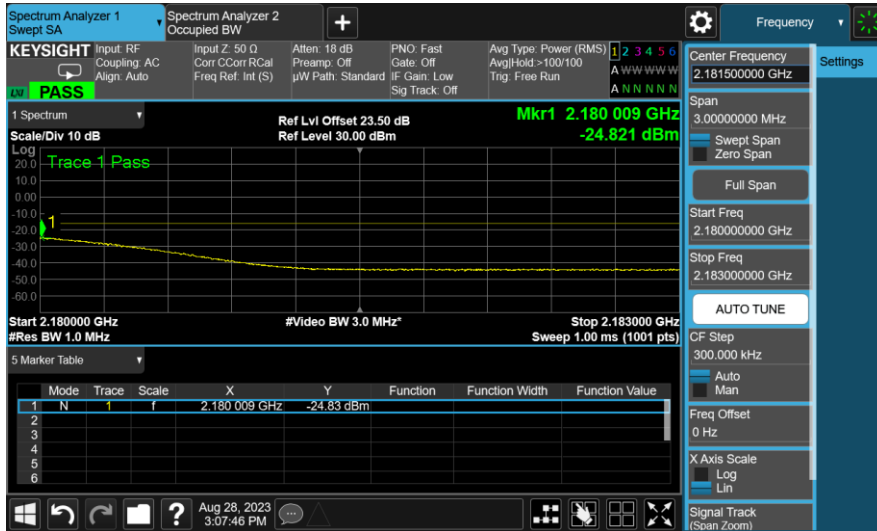 Spectrum Analyzer 1
Swept SA
Spectrum Analyzer 2
Occupied BW
Frequency
KEYSIGHT
LXI
PASS
Input: RF
Coupling: AC
Align: Auto
Input Z: 50 Ω
Corr CCorr RCal
Freq Ref: Int (S)
Atten: 18 dB
Preamp: Off
µW Path: Standard
PNO: Fast
Gate: Off
IF Gain: Low
Sig Track: Off
Avg Type: Power (RMS)
Avg|Hold:>100/100
Trig: Free Run
1 2 3 4 5 6
A W W W W W
A N N N N N
1 Spectrum
Scale/Div 10 dB
Ref Lvl Offset 23.50 dB
Ref Level 30.00 dBm
Mkr1 2.180 009 GHz
-24.821 dBm
Log
Trace 1 Pass
20.0
10.0
0.00
-10.0
-20.0
-30.0
-40.0
-50.0
-60.0
1
Start 2.180000 GHz
#Res BW 1.0 MHz
#Video BW 3.0 MHz*
Stop 2.183000 GHz
Sweep 1.00 ms (1001 pts)
5 Marker Table
Mode Trace Scale X Y Function Function Width Function Value
1 N 1 f 2.180 009 GHz -24.83 dBm
2
3
4
5
6
Aug 28, 2023
3:07:46 PM
Center Frequency
2.181500000 GHz
Span
3.00000000 MHz
Swept Span
Zero Span
Full Span
Start Freq
2.180000000 GHz
Stop Freq
2.183000000 GHz
AUTO TUNE
CF Step
300.000 kHz
Auto
Man
Freq Offset
0 Hz
X Axis Scale
Log
Lin
Signal Track
(Span Zoom)
Settings